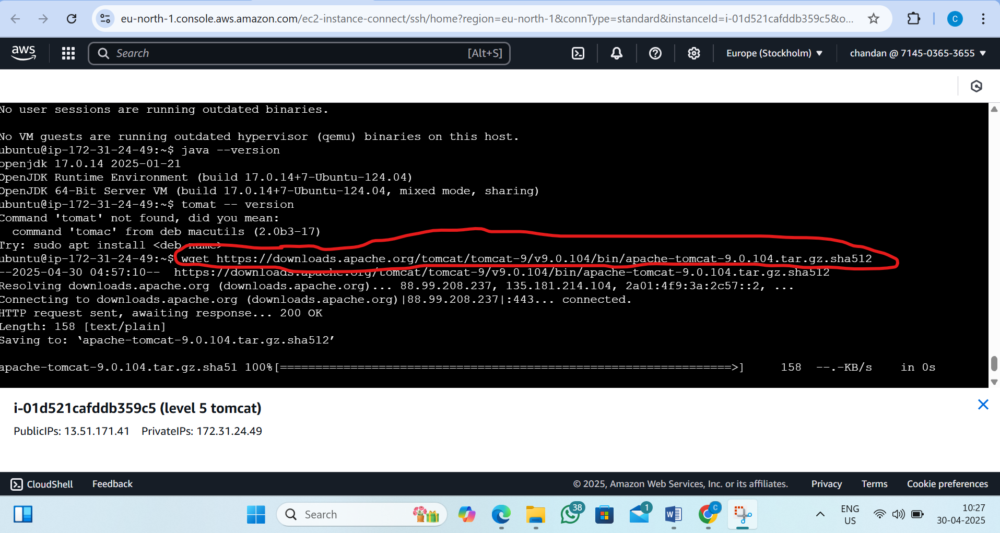 eu-north-1.console.aws.amazon.com/ec2-instance-connect/ssh/home?region=eu-north-1&connType=standard&instanceId=i-01d521cafddb359c5&o...
C
aws
Search
[Alt+S]
Europe (Stockholm)
chandan @ 7145-0365-3655
No user sessions are running outdated binaries.
No VM guests are running outdated hypervisor (qemu) binaries on this host.
ubuntu@ip-172-31-24-49:~$ java --version
openjdk 17.0.14 2025-01-21
OpenJDK Runtime Environment (build 17.0.14+7-Ubuntu-124.04)
OpenJDK 64-Bit Server VM (build 17.0.14+7-Ubuntu-124.04, mixed mode, sharing)
ubuntu@ip-172-31-24-49:~$ tomat -- version
Command 'tomat' not found, did you mean:
  command 'tomac' from deb macutils (2.0b3-17)
Try: sudo apt install <deb name>
ubuntu@ip-172-31-24-49:~$ wget https://downloads.apache.org/tomcat/tomcat-9/v9.0.104/bin/apache-tomcat-9.0.104.tar.gz.sha512
--2025-04-30 04:57:10--  https://downloads.apache.org/tomcat/tomcat-9/v9.0.104/bin/apache-tomcat-9.0.104.tar.gz.sha512
Resolving downloads.apache.org (downloads.apache.org)... 88.99.208.237, 135.181.214.104, 2a01:4f9:3a:2c57::2, ...
Connecting to downloads.apache.org (downloads.apache.org)|88.99.208.237|:443... connected.
HTTP request sent, awaiting response... 200 OK
Length: 158 [text/plain]
Saving to: ‘apache-tomcat-9.0.104.tar.gz.sha512’
apache-tomcat-9.0.104.tar.gz.sha51 100%[================================================================>]     158  --.-KB/s    in 0s
i-01d521cafddb359c5 (level 5 tomcat)
PublicIPs: 13.51.171.41    PrivateIPs: 172.31.24.49
CloudShell
Feedback
© 2025, Amazon Web Services, Inc. or its affiliates.
Privacy
Terms
Cookie preferences
Search
38
1
W
C
ENG
US
10:27
30-04-2025